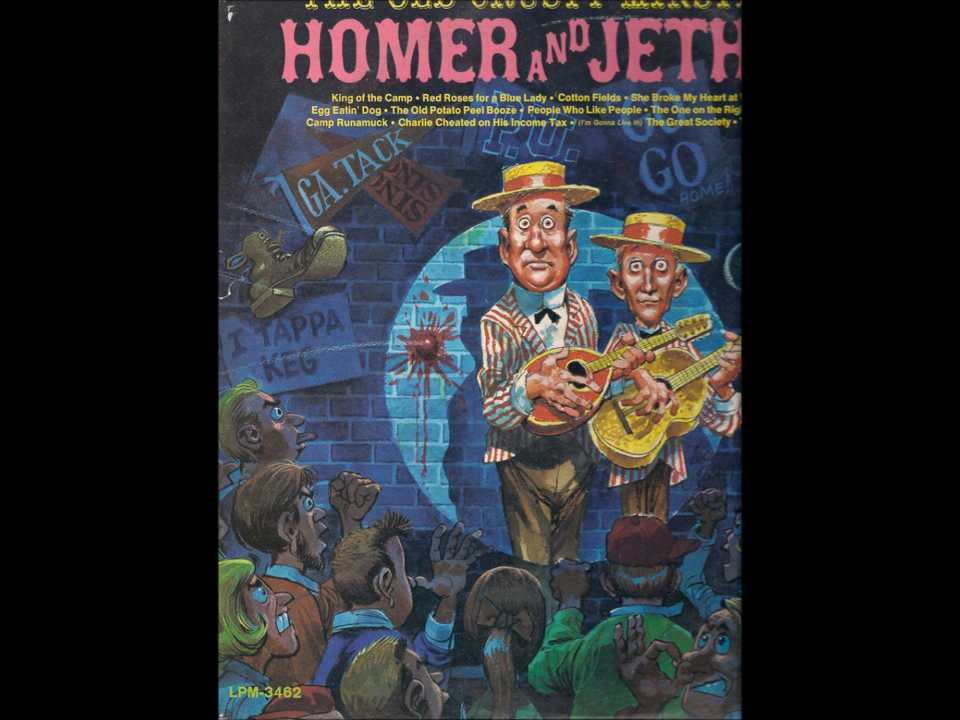 HOMER AND JETH
King of the Camp • Red Roses for a Blue Lady • Cotton Fields • She Broke My Heart at
Egg Eatin' Dog • The Old Potato Peel Booze • People Who Like People • The One on the Rig
Camp Runamuck • Charlie Cheated on His Income Tax • (I'm Gonna Live In) The Great Society •
P.U.
GO
GO
HOME!
GA. TACK
I TAPPA
KEG
LPM-3462